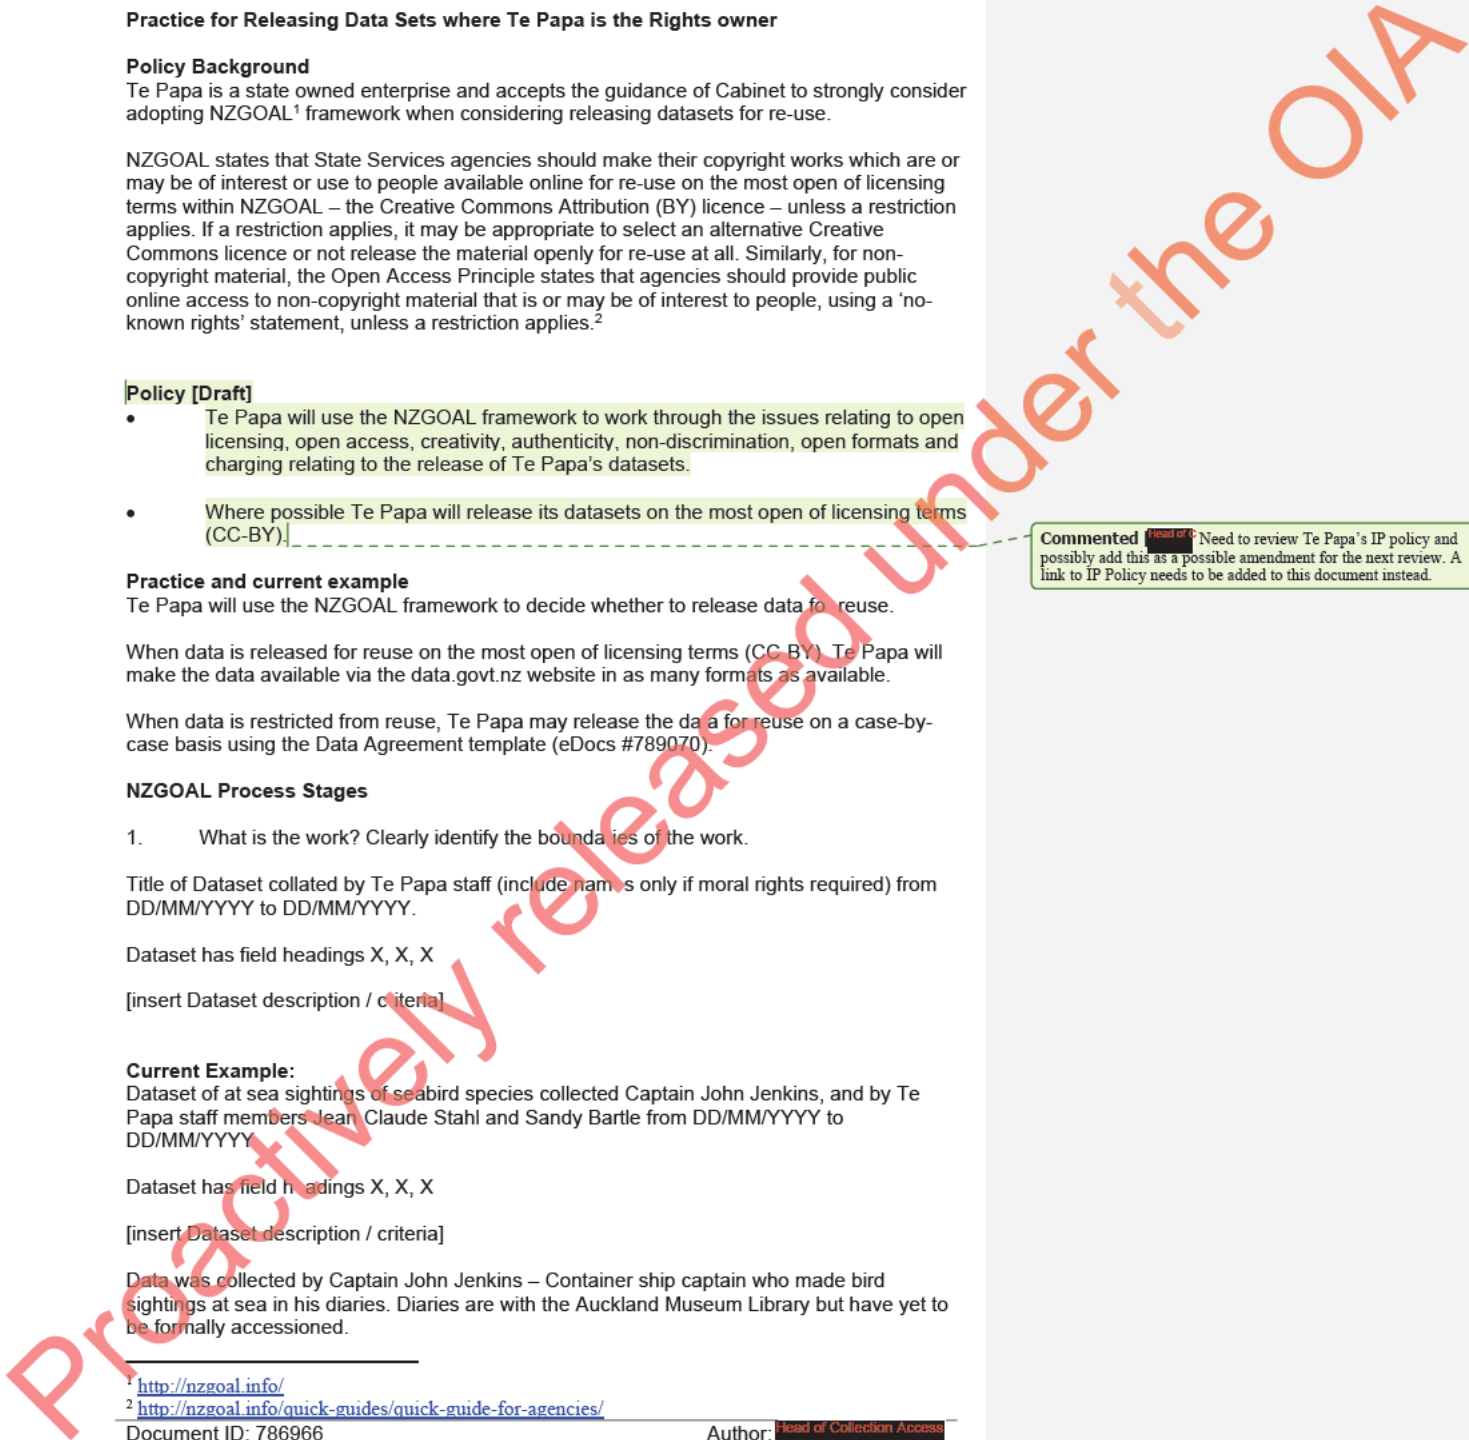 Practice for Releasing Data Sets where Te Papa is the Rights owner
Policy Background
Te Papa is a state owned enterprise and accepts the guidance of Cabinet to strongly consider
adopting NZGOAL¹ framework when considering releasing datasets for re-use.
NZGOAL states that State Services agencies should make their copyright works which are or
may be of interest or use to people available online for re-use on the most open of licensing
terms within NZGOAL – the Creative Commons Attribution (BY) licence – unless a restriction
applies. If a restriction applies, it may be appropriate to select an alternative Creative
Commons licence or not release the material openly for re-use at all. Similarly, for non-
copyright material, the Open Access Principle states that agencies should provide public
online access to non-copyright material that is or may be of interest to people, using a ‘no-
known rights’ statement, unless a restriction applies.²
Policy [Draft]
• Te Papa will use the NZGOAL framework to work through the issues relating to open
licensing, open access, creativity, authenticity, non-discrimination, open formats and
charging relating to the release of Te Papa’s datasets.
• Where possible Te Papa will release its datasets on the most open of licensing terms
(CC-BY).
Commented [ Head of C Need to review Te Papa’s IP policy and
possibly add this as a possible amendment for the next review. A
link to IP Policy needs to be added to this document instead.
Practice and current example
Te Papa will use the NZGOAL framework to decide whether to release data fo reuse.
When data is released for reuse on the most open of licensing terms (CC BY) Te Papa will
make the data available via the data.govt.nz website in as many formats as available.
When data is restricted from reuse, Te Papa may release the da a for reuse on a case-by-
case basis using the Data Agreement template (eDocs #789070).
NZGOAL Process Stages
1. What is the work? Clearly identify the bounda ies of the work.
Title of Dataset collated by Te Papa staff (include nam s only if moral rights required) from
DD/MM/YYYY to DD/MM/YYYY.
Dataset has field headings X, X, X
[insert Dataset description / c iteria]
Current Example:
Dataset of at sea sightings of seabird species collected Captain John Jenkins, and by Te
Papa staff members Jean Claude Stahl and Sandy Bartle from DD/MM/YYYY to
DD/MM/YYYY
Dataset has field h adings X, X, X
[insert Dataset description / criteria]
Data was collected by Captain John Jenkins – Container ship captain who made bird
sightings at sea in his diaries. Diaries are with the Auckland Museum Library but have yet to
be formally accessioned.
¹ http://nzgoal.info/
² http://nzgoal.info/quick-guides/quick-guide-for-agencies/
Document ID: 786966 Author: Head of Collection Access
Proactively released under the OIA